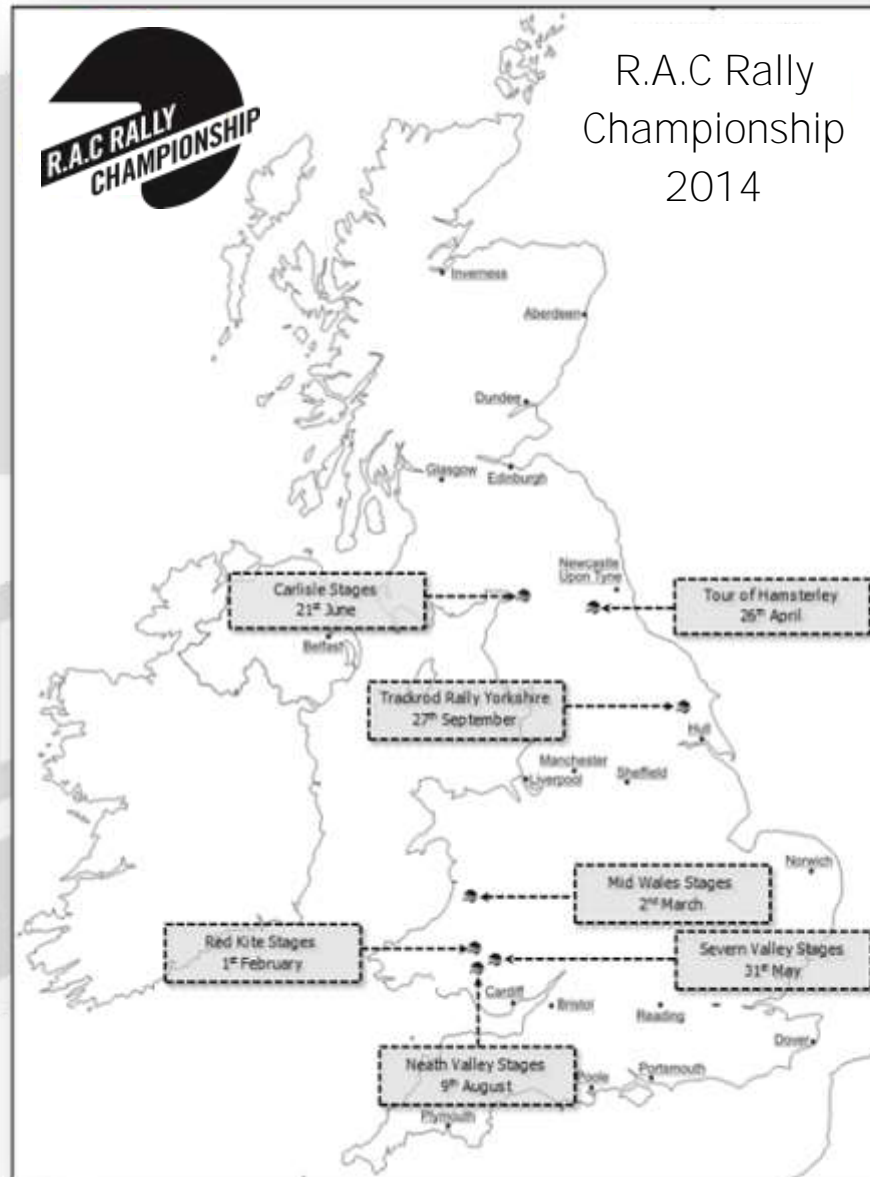 R.A.C RALLY
CHAMPIONSHIP
R.A.C Rally
Championship
2014
Inverness
Aberdeen
Dundee
Glasgow
Edinburgh
Newcastle
Upon Tyne
Carlisle Stages
21st June
Tour of Hamsterley
26th April
Belfast
Trackrod Rally Yorkshire
27th September
Hull
Manchester
Liverpool
Sheffield
Norwich
Mid Wales Stages
2nd March
Red Kite Stages
1st February
Severn Valley Stages
31st May
Cardiff
Bristol
Reading
Dover
Neath Valley Stages
9th August
Poole
Portsmouth
Plymouth